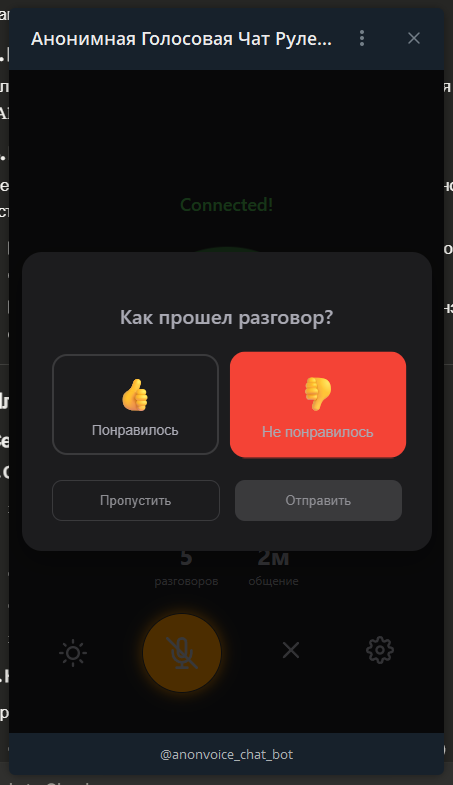 Анонимная Голосовая Чат Руле...
Connected!
Как прошел разговор?
Понравилось
Не понравилось
Пропустить
Отправить
5
2м
разговоров
общение
@anonvoice_chat_bot